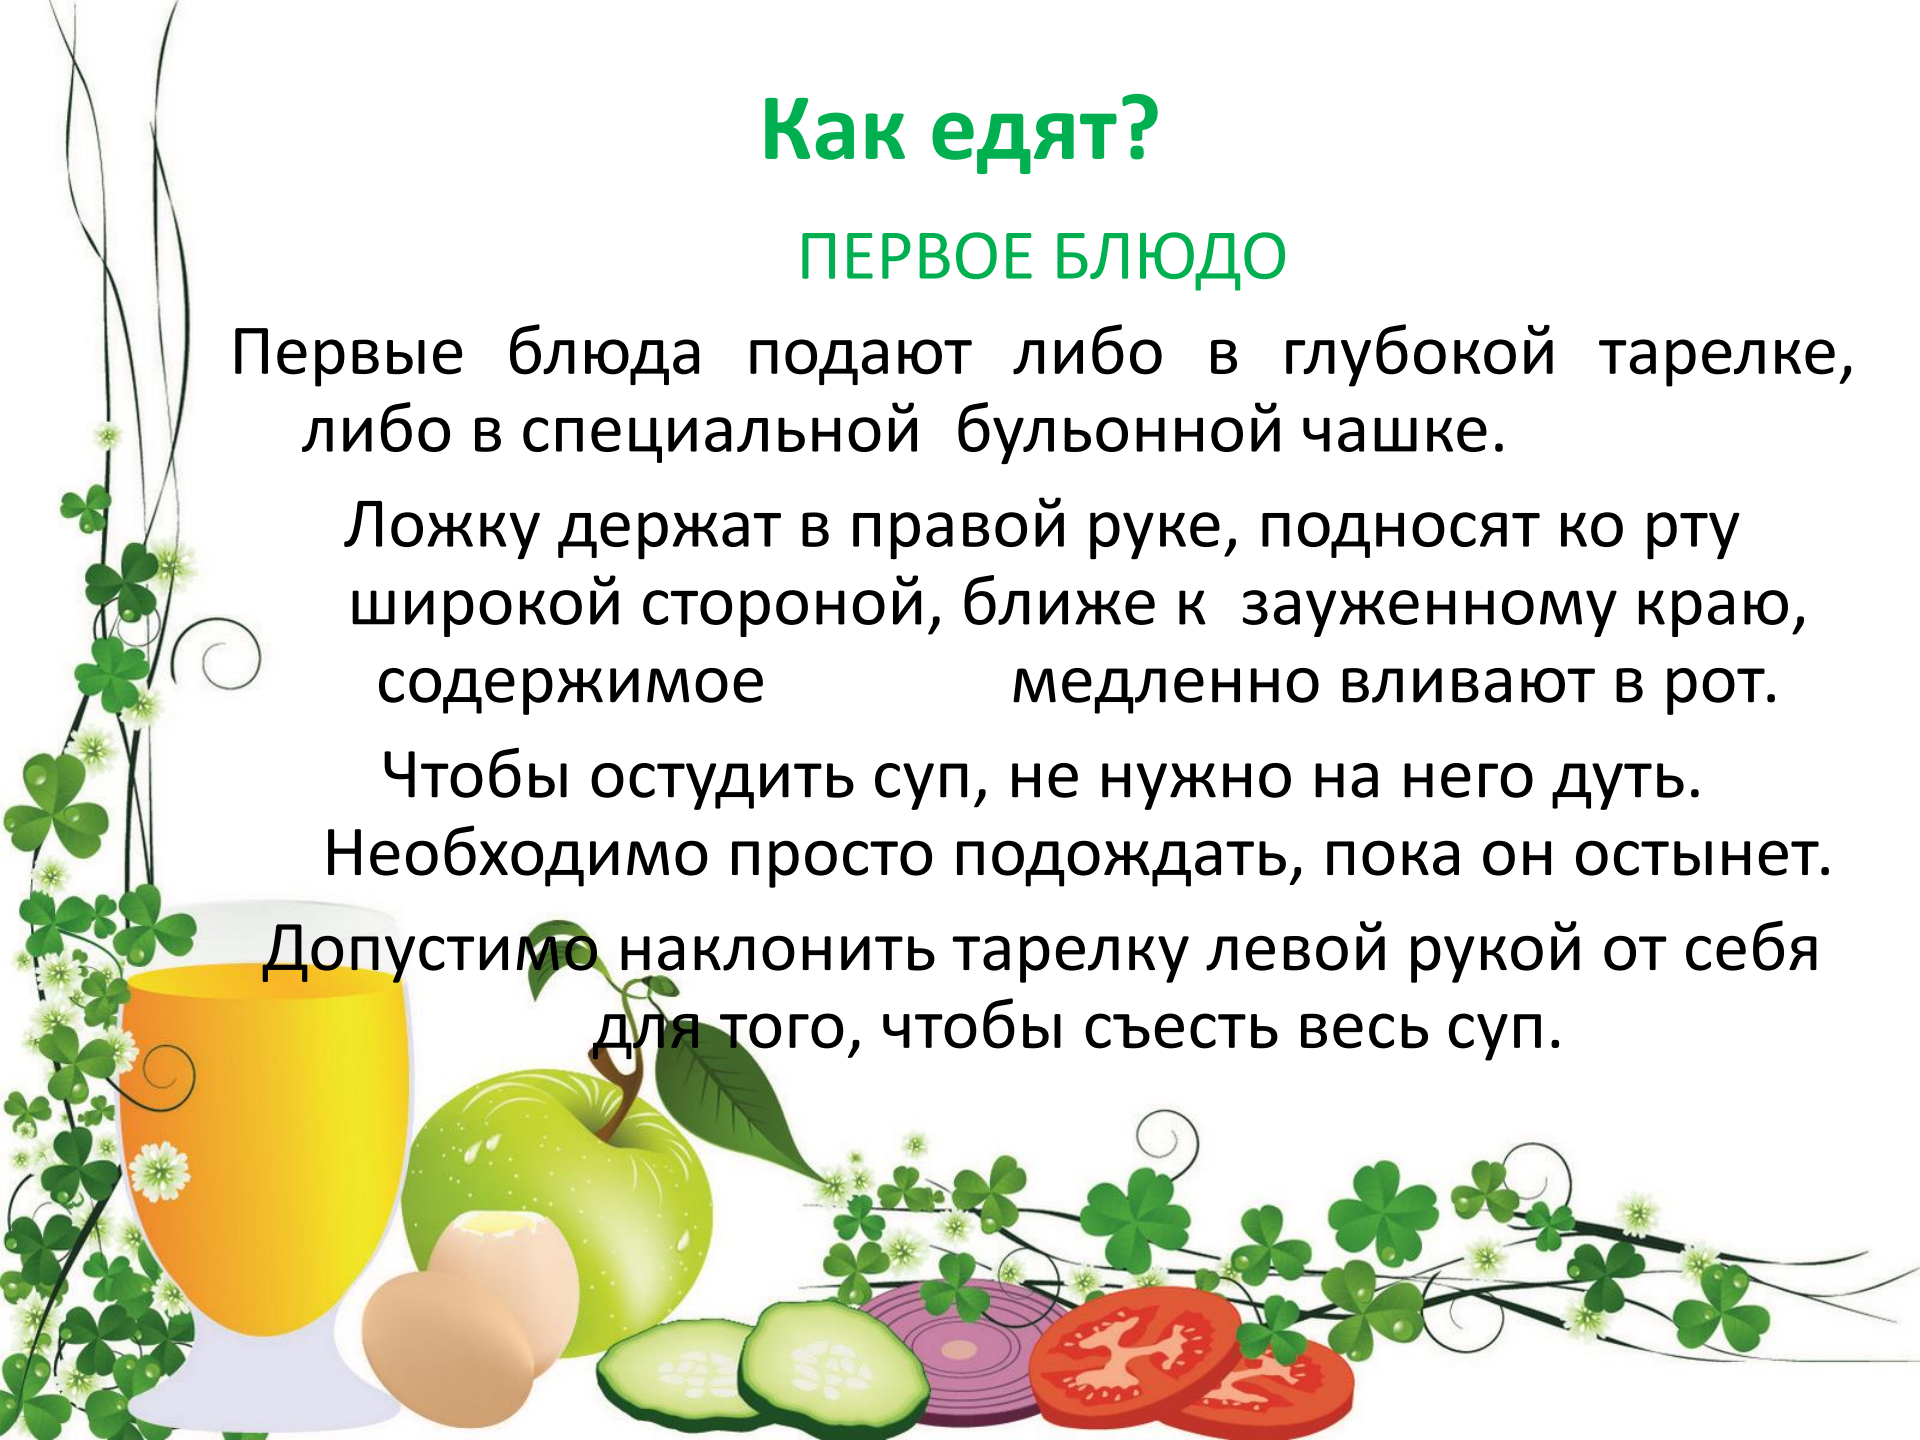 Как едят?
ПЕРВОЕ БЛЮДО
Первые блюда подают либо в глубокой тарелке,
либо в специальной бульонной чашке.
Ложку держат в правой руке, подносят ко рту
широкой стороной, ближе к зауженному краю,
содержимое медленно вливают в рот.
Чтобы остудить суп, не нужно на него дуть.
Необходимо просто подождать, пока он остынет.
Допустимо наклонить тарелку левой рукой от себя
для того, чтобы съесть весь суп.